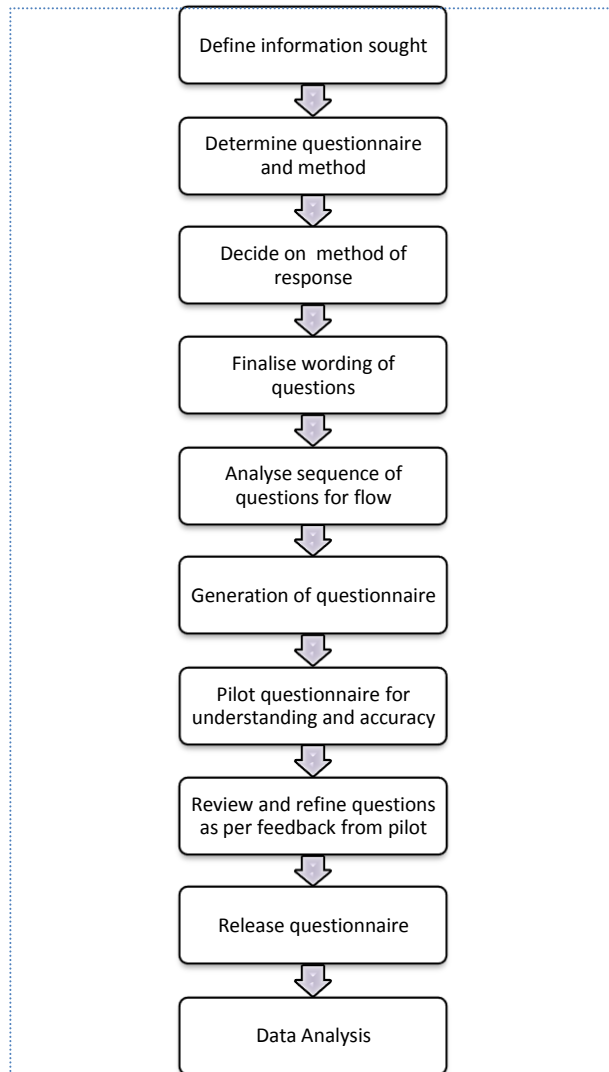 Define information sought
Determine questionnaire
and method
Decide on method of
response
Finalise wording of
questions
Analyse sequence of
questions for flow
Generation of questionnaire
Pilot questionnaire for
understanding and accuracy
Review and refine questions
as per feedback from pilot
Release questionnaire
Data Analysis